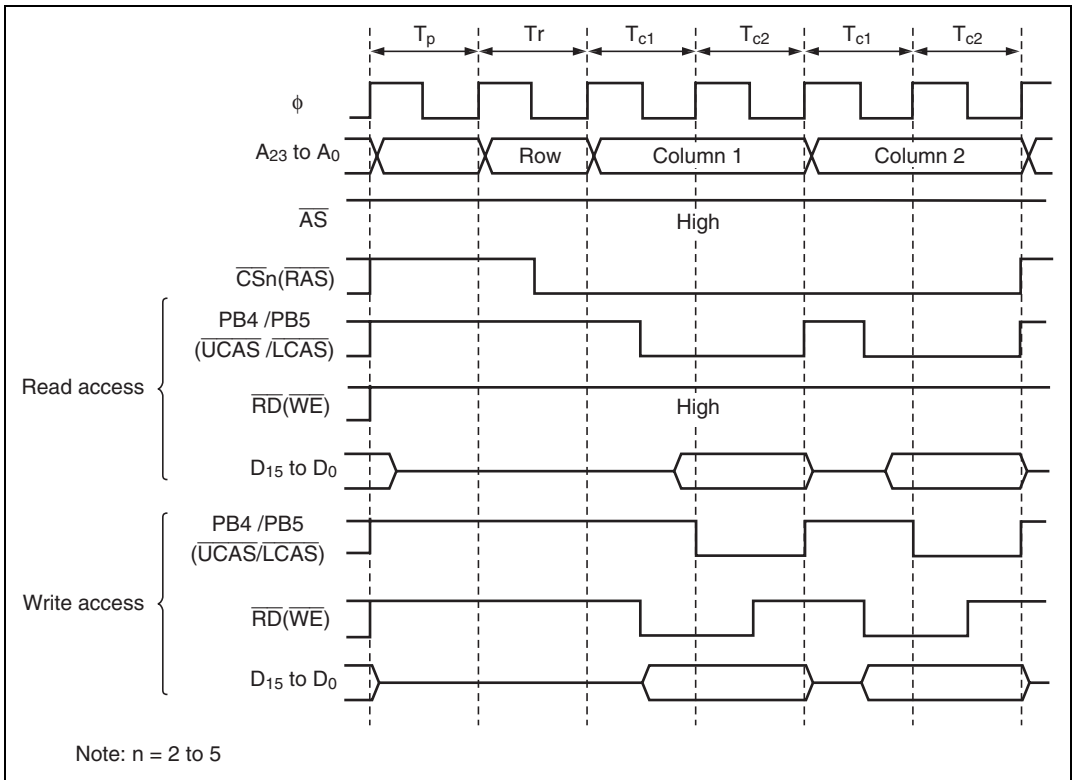 Tp Tr Tc1 Tc2 Tc1 Tc2
φ
A23 to A0 Row Column 1 Column 2
AS High
CSn(RAS)
PB4 /PB5
(UCAS /LCAS)
Read access
RD(WE) High
D15 to D0
PB4 /PB5
(UCAS/LCAS)
Write access
RD(WE)
D15 to D0
Note: n = 2 to 5